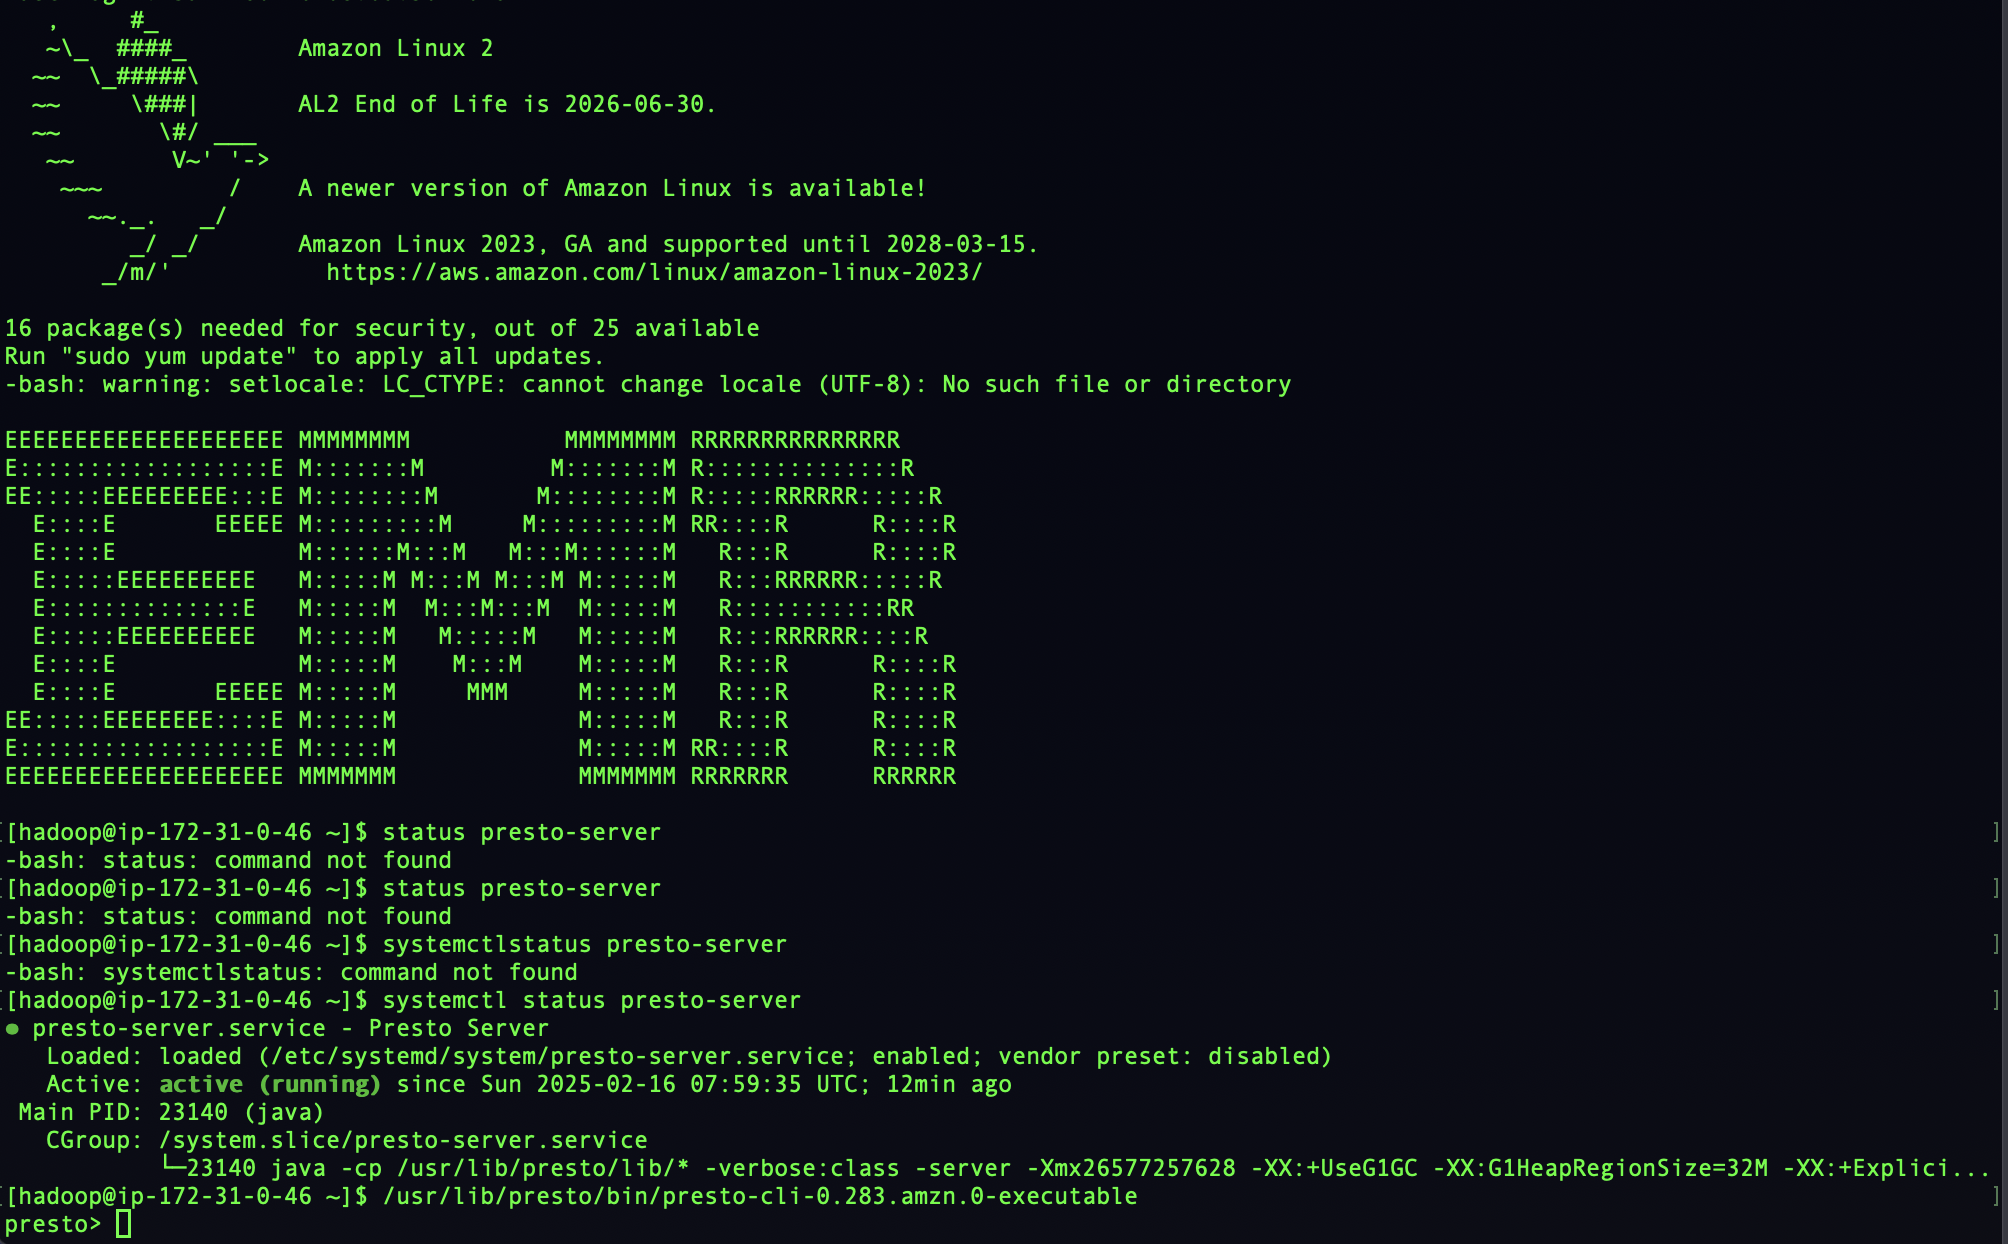 ,     #_
   ~\_  ####_        Amazon Linux 2
  ~~  \_#####\
  ~~     \###|       AL2 End of Life is 2026-06-30.
  ~~       \#/ ___
   ~~       V~' '->
    ~~~         /    A newer version of Amazon Linux is available!
      ~~._.   _/
         _/ _/       Amazon Linux 2023, GA and supported until 2028-03-15.
       _/m/'           https://aws.amazon.com/linux/amazon-linux-2023/

16 package(s) needed for security, out of 25 available
Run "sudo yum update" to apply all updates.
-bash: warning: setlocale: LC_CTYPE: cannot change locale (UTF-8): No such file or directory

EEEEEEEEEEEEEEEEEEEE MMMMMMMM           MMMMMMMM RRRRRRRRRRRRRRR
E::::::::::::::::::E M:::::::M         M:::::::M R::::::::::::::R
EE:::::EEEEEEEEE:::E M::::::::M       M::::::::M R:::::RRRRRR:::::R
  E::::E       EEEEE M:::::::::M     M:::::::::M RR::::R      R::::R
  E::::E             M::::::M:::M   M:::M::::::M   R:::R      R::::R
  E:::::EEEEEEEEEE   M:::::M M:::M M:::M M:::::M   R:::RRRRRR:::::R
  E::::::::::::::E   M:::::M  M:::M:::M  M:::::M   R:::::::::::RR
  E:::::EEEEEEEEEE   M:::::M   M:::::M   M:::::M   R:::RRRRRR::::R
  E::::E             M:::::M    M:::M    M:::::M   R:::R      R::::R
  E::::E       EEEEE M:::::M     MMM     M:::::M   R:::R      R::::R
EE:::::EEEEEEEE::::E M:::::M             M:::::M   R:::R      R::::R
E::::::::::::::::::E M:::::M             M:::::M RR::::R      R::::R
EEEEEEEEEEEEEEEEEEEE MMMMMMM             MMMMMMM RRRRRRR      RRRRRR

[[hadoop@ip-172-31-0-46 ~]$ status presto-server ]
-bash: status: command not found
[[hadoop@ip-172-31-0-46 ~]$ status presto-server ]
-bash: status: command not found
[[hadoop@ip-172-31-0-46 ~]$ systemctlstatus presto-server ]
-bash: systemctlstatus: command not found
[[hadoop@ip-172-31-0-46 ~]$ systemctl status presto-server ]
● presto-server.service - Presto Server
   Loaded: loaded (/etc/systemd/system/presto-server.service; enabled; vendor preset: disabled)
   Active: active (running) since Sun 2025-02-16 07:59:35 UTC; 12min ago
 Main PID: 23140 (java)
   CGroup: /system.slice/presto-server.service
           └─23140 java -cp /usr/lib/presto/lib/* -verbose:class -server -Xmx26577257628 -XX:+UseG1GC -XX:G1HeapRegionSize=32M -XX:+Explici...
[[hadoop@ip-172-31-0-46 ~]$ /usr/lib/presto/bin/presto-cli-0.283.amzn.0-executable ]
presto>